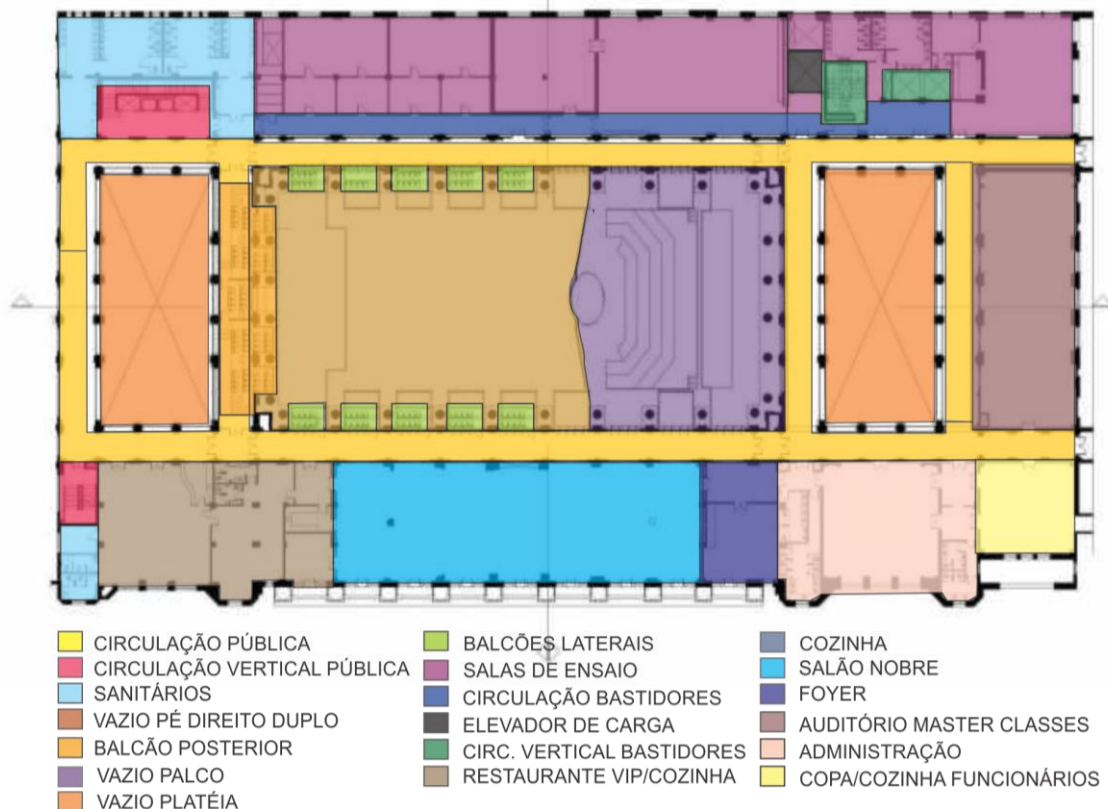 CIRCULAÇÃO PÚBLICA
CIRCULAÇÃO VERTICAL PÚBLICA
SANITÁRIOS
VAZIO PÉ DIREITO DUPLO
BALCÃO POSTERIOR
VAZIO PALCO
VAZIO PLATÉIA
BALCÕES LATERAIS
SALAS DE ENSAIO
CIRCULAÇÃO BASTIDORES
ELEVADOR DE CARGA
CIRC. VERTICAL BASTIDORES
RESTAURANTE VIP/COZINHA
COZINHA
SALÃO NOBRE
FOYER
AUDITÓRIO MASTER CLASSES
ADMINISTRAÇÃO
COPA/COZINHA FUNCIONÁRIOS